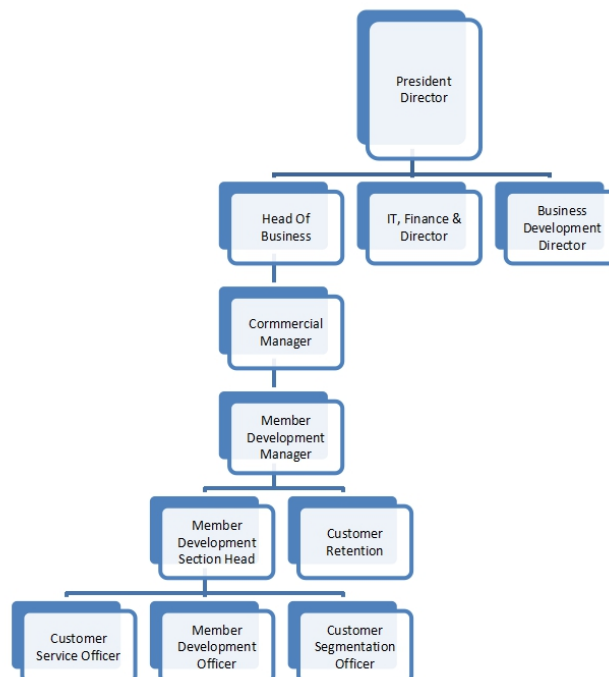 President
Director
Head Of
Business
IT, Finance &
Director
Business
Development
Director
Cormmercial
Manager
Member
Development
Manager
Member
Development
Section Head
Customer
Retention
Customer
Service Officer
Member
Development
Officer
Customer
Segmentation
Officer